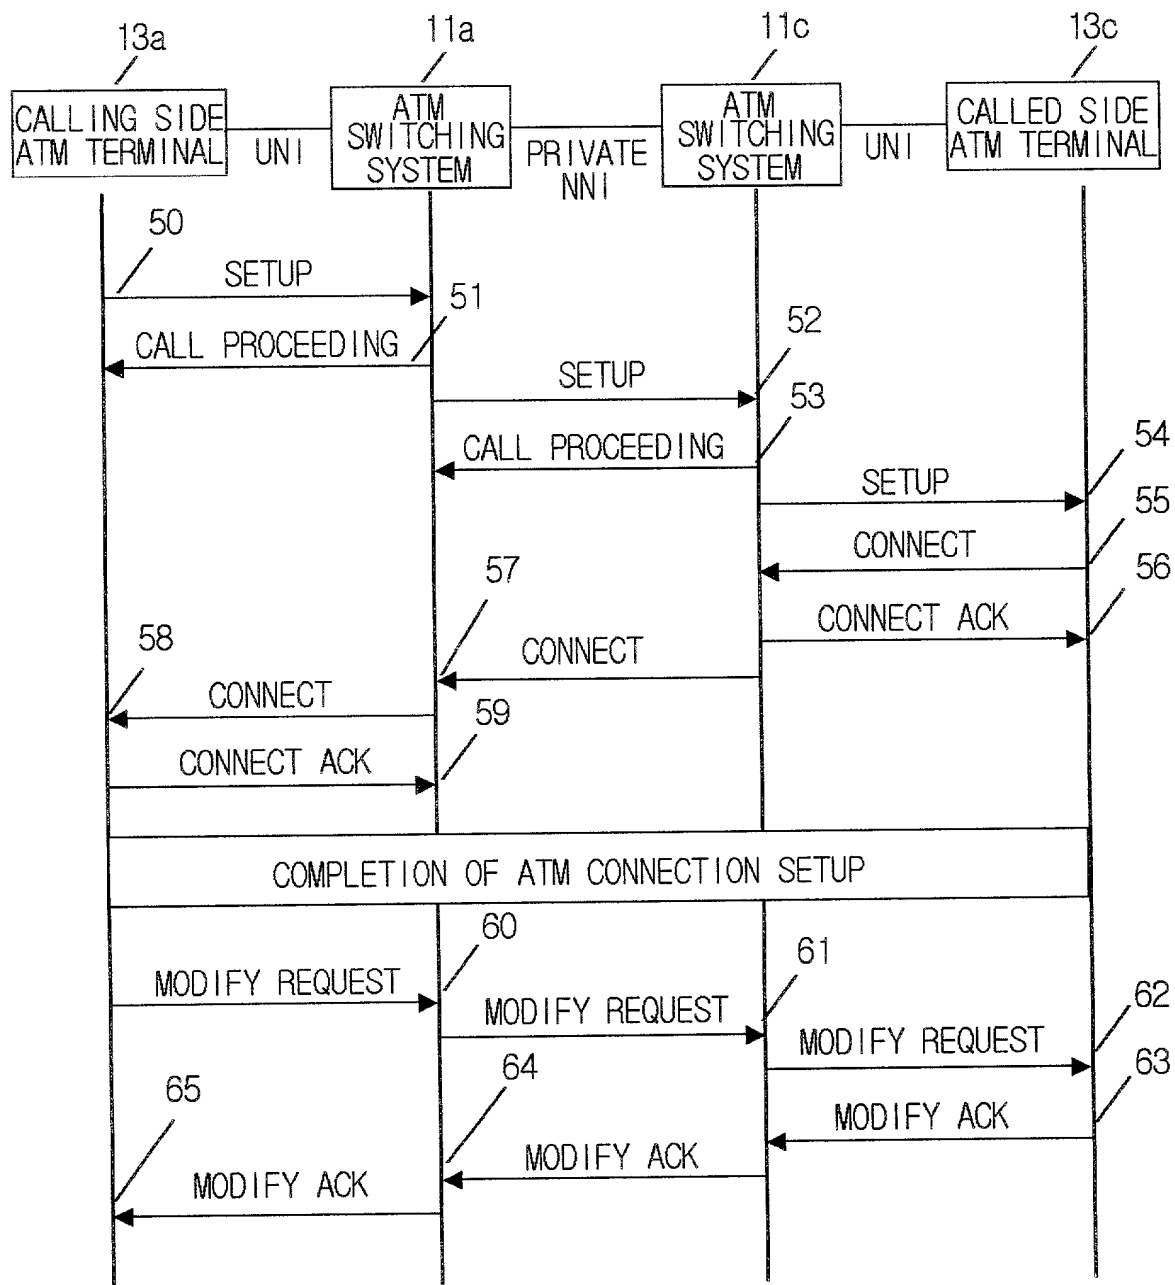 13a
11a
11c
13c
CALLING SIDE
ATM TERMINAL
UNI
ATM
SWITCHING
SYSTEM
PRIVATE
NNI
ATM
SWITCHING
SYSTEM
UNI
CALLED SIDE
ATM TERMINAL
50
SETUP
51
CALL PROCEEDING
52
SETUP
53
CALL PROCEEDING
54
SETUP
55
CONNECT
56
CONNECT ACK
57
CONNECT
58
CONNECT
59
CONNECT ACK
COMPLETION OF ATM CONNECTION SETUP
60
MODIFY REQUEST
61
MODIFY REQUEST
62
MODIFY REQUEST
63
MODIFY ACK
64
MODIFY ACK
65
MODIFY ACK